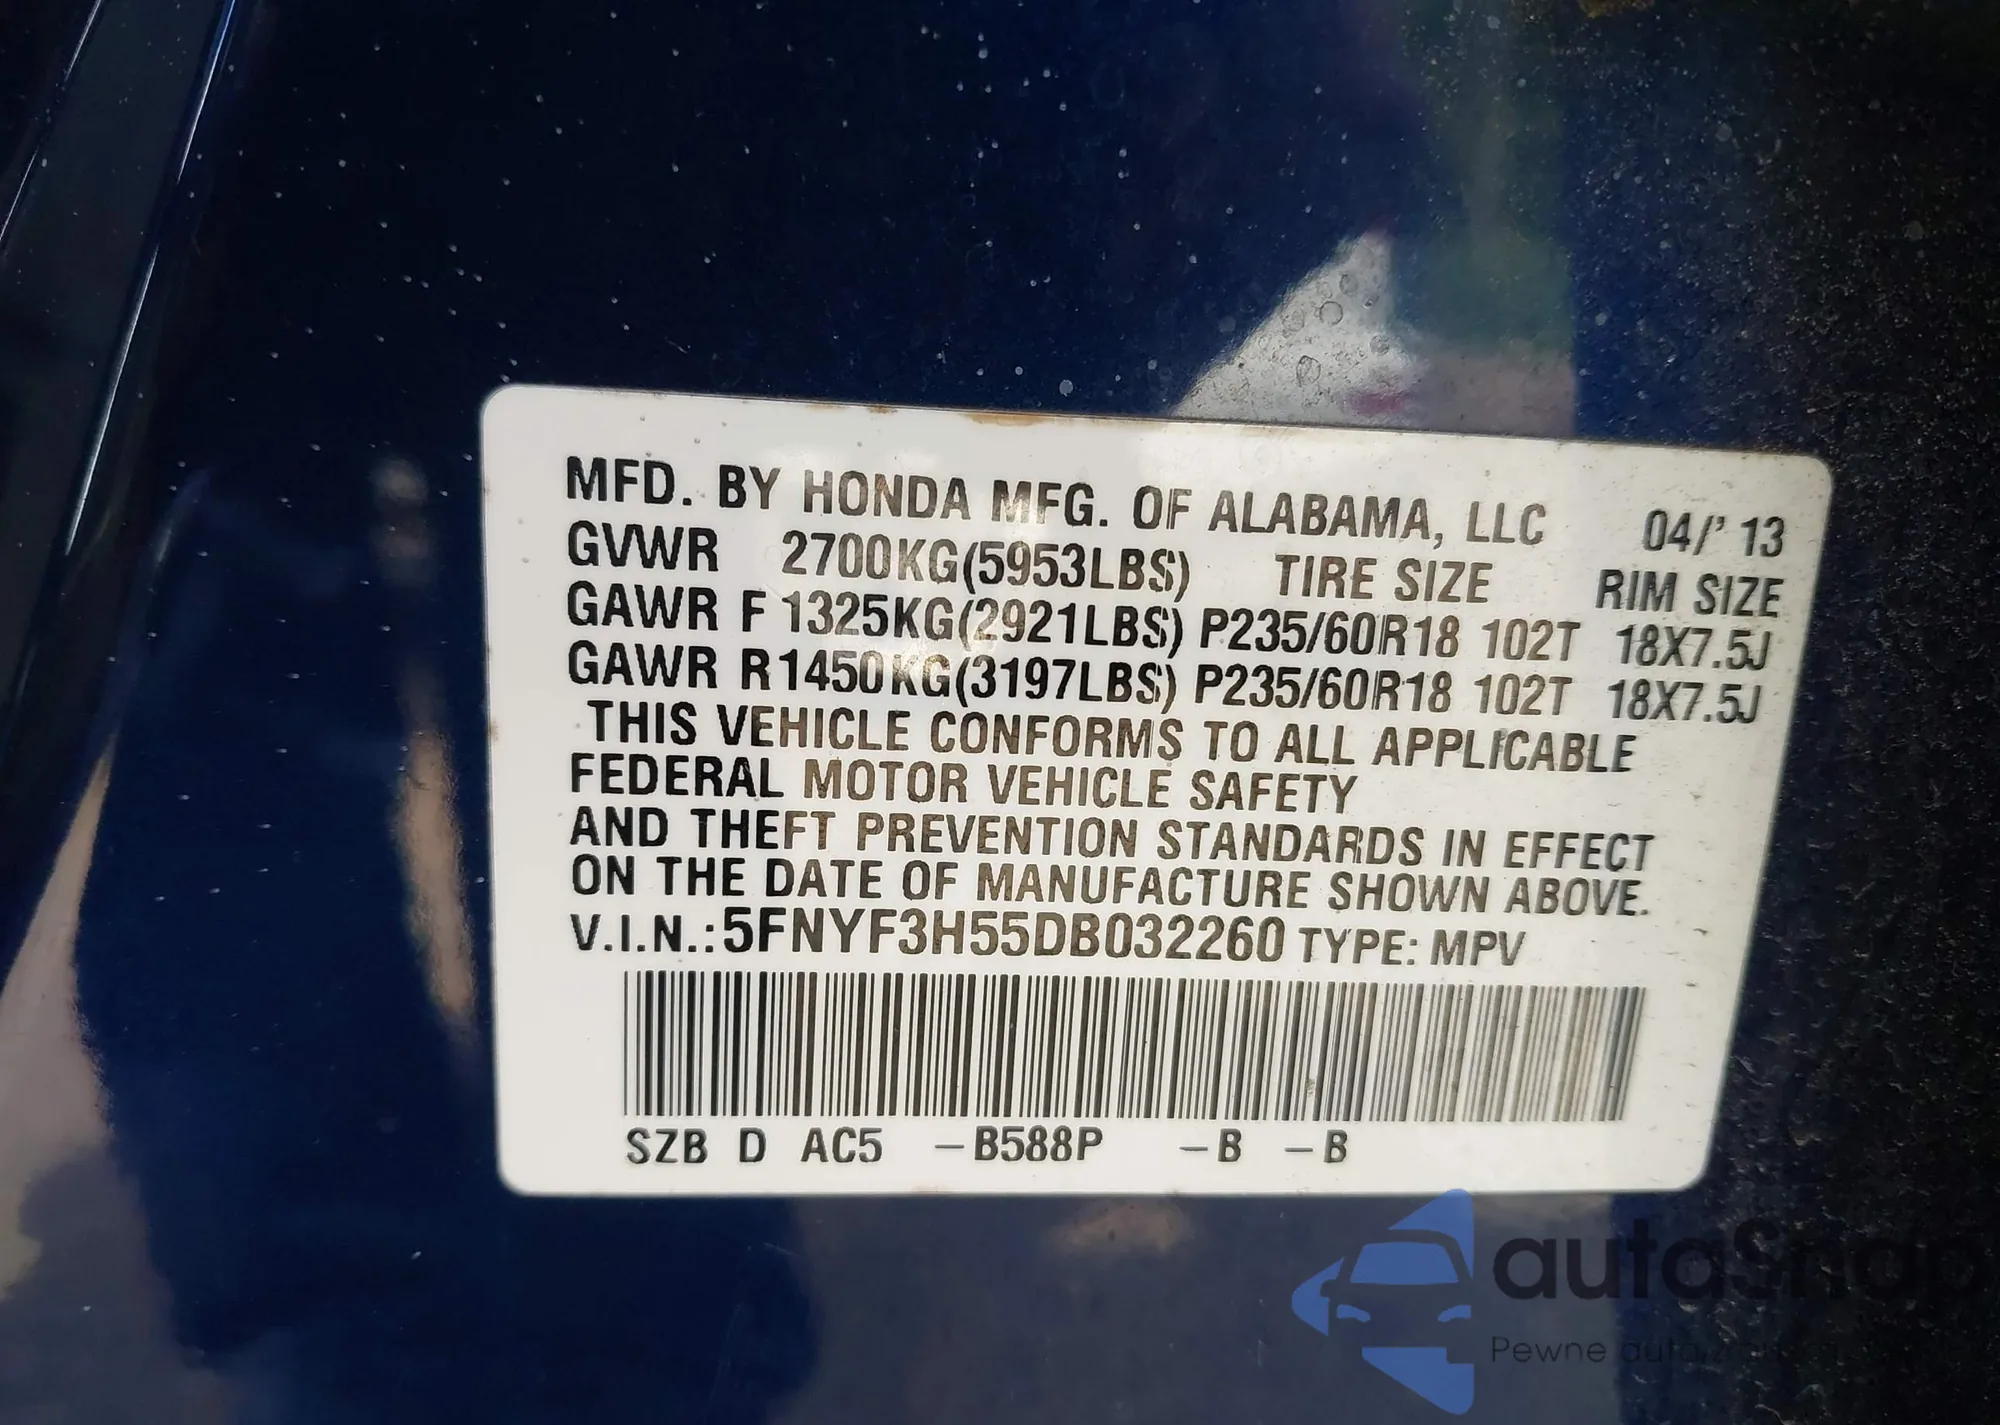 MFD. BY HONDA MFG. OF ALABAMA, LLC 04/' 13
GVWR 2700KG(5953LBS) TIRE SIZE RIM SIZE
GAWR F 1325KG(2921LBS) P235/60R18 102T 18X7.5J
GAWR R1450KG(3197LBS) P235/60R18 102T 18X7.5J
THIS VEHICLE CONFORMS TO ALL APPLICABLE
FEDERAL MOTOR VEHICLE SAFETY
AND THEFT PREVENTION STANDARDS IN EFFECT
ON THE DATE OF MANUFACTURE SHOWN ABOVE.
V.I.N.:5FNYF3H55DB032260 TYPE: MPV
SZB D AC5 –B588P –B –B
autaSnap
Pewne auta